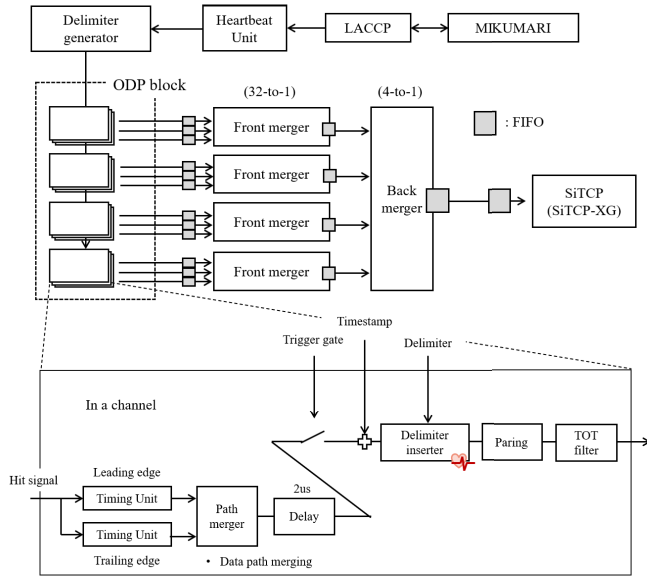 Delimiter
generator
Heartbeat
Unit
LACCP
MIKUMARI
ODP block
(32-to-1)
(4-to-1)
Front merger
Front merger
Front merger
Front merger
Back
merger
: FIFO
SiTCP
(SiTCP-XG)
Timestamp
Trigger gate
Delimiter
In a channel
Delimiter
inserter
Paring
TOT
filter
Hit signal
Leading edge
Timing Unit
Timing Unit
Trailing edge
Path
merger
2us
Delay
• Data path merging